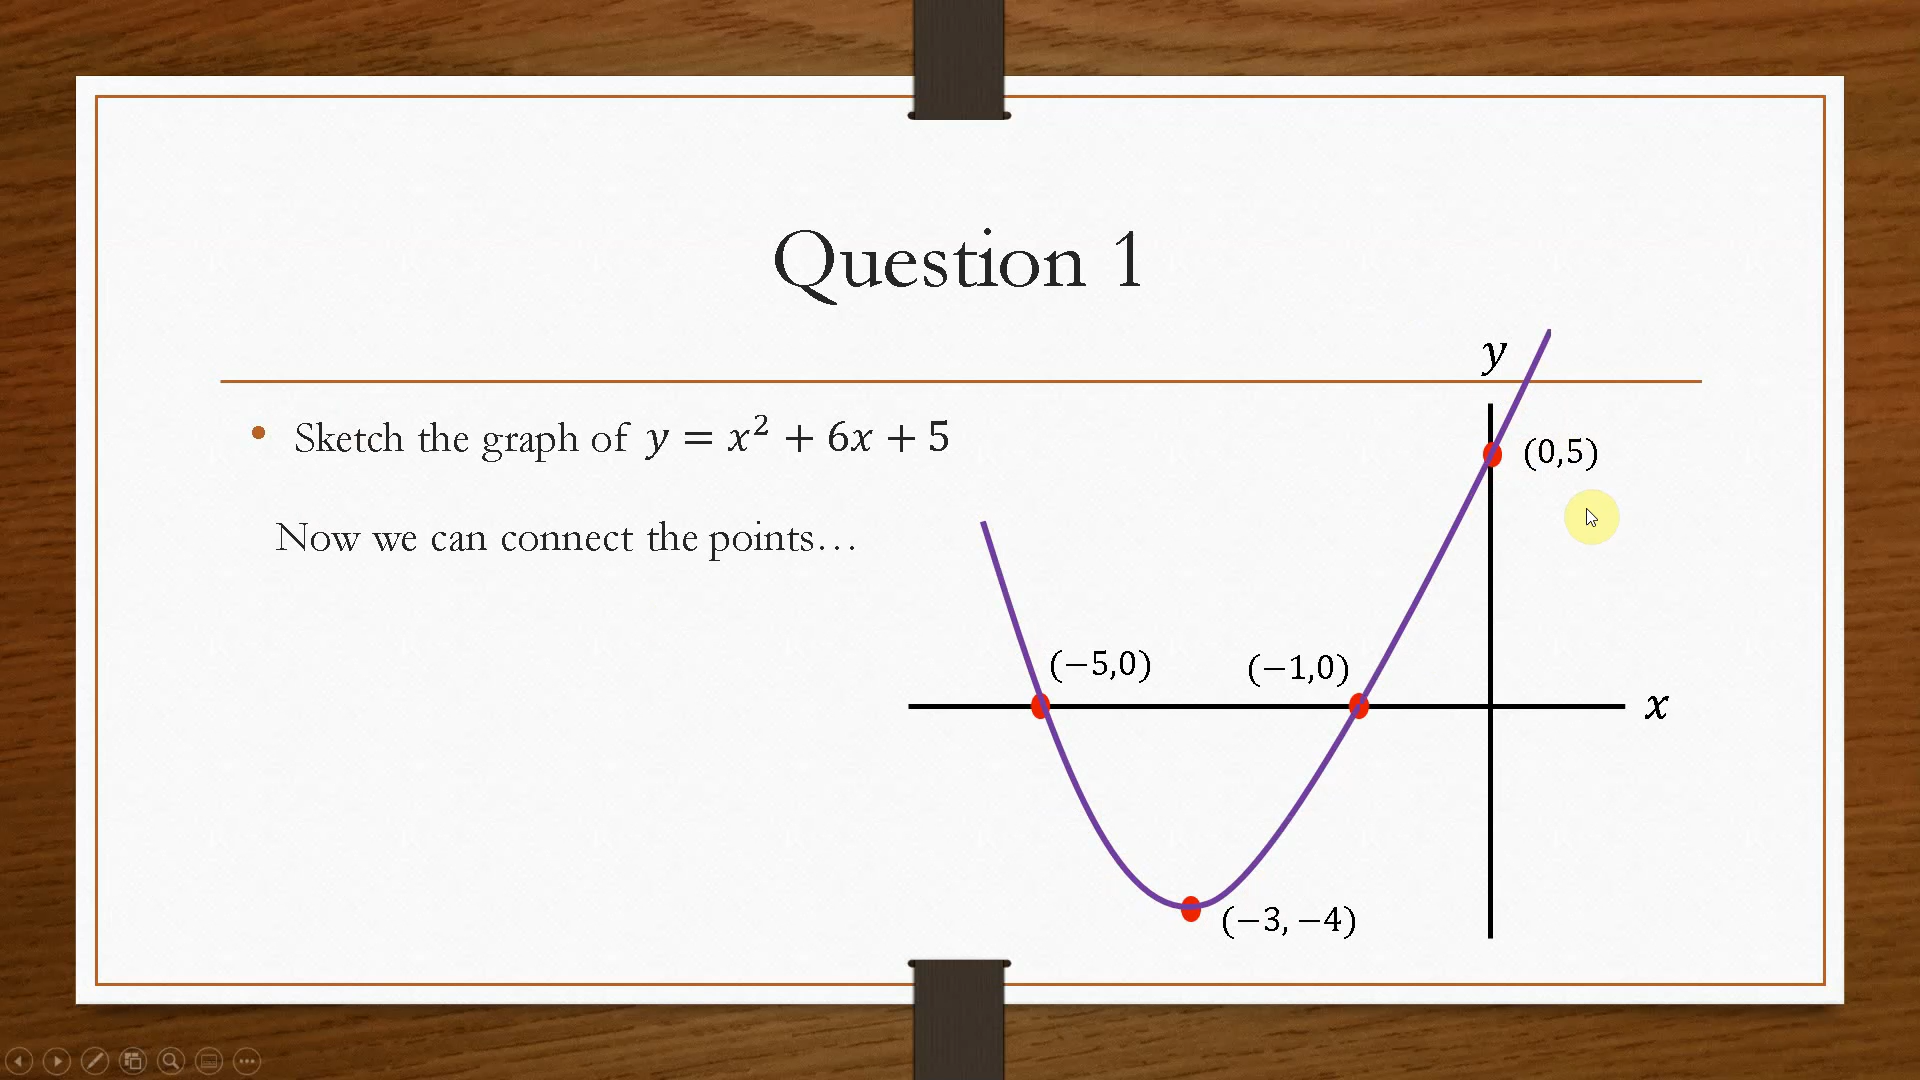 Question 1
y
• Sketch the graph of y = x² + 6x + 5
(0,5)
Now we can connect the points…
(−5,0)
(−1,0)
x
(−3, −4)